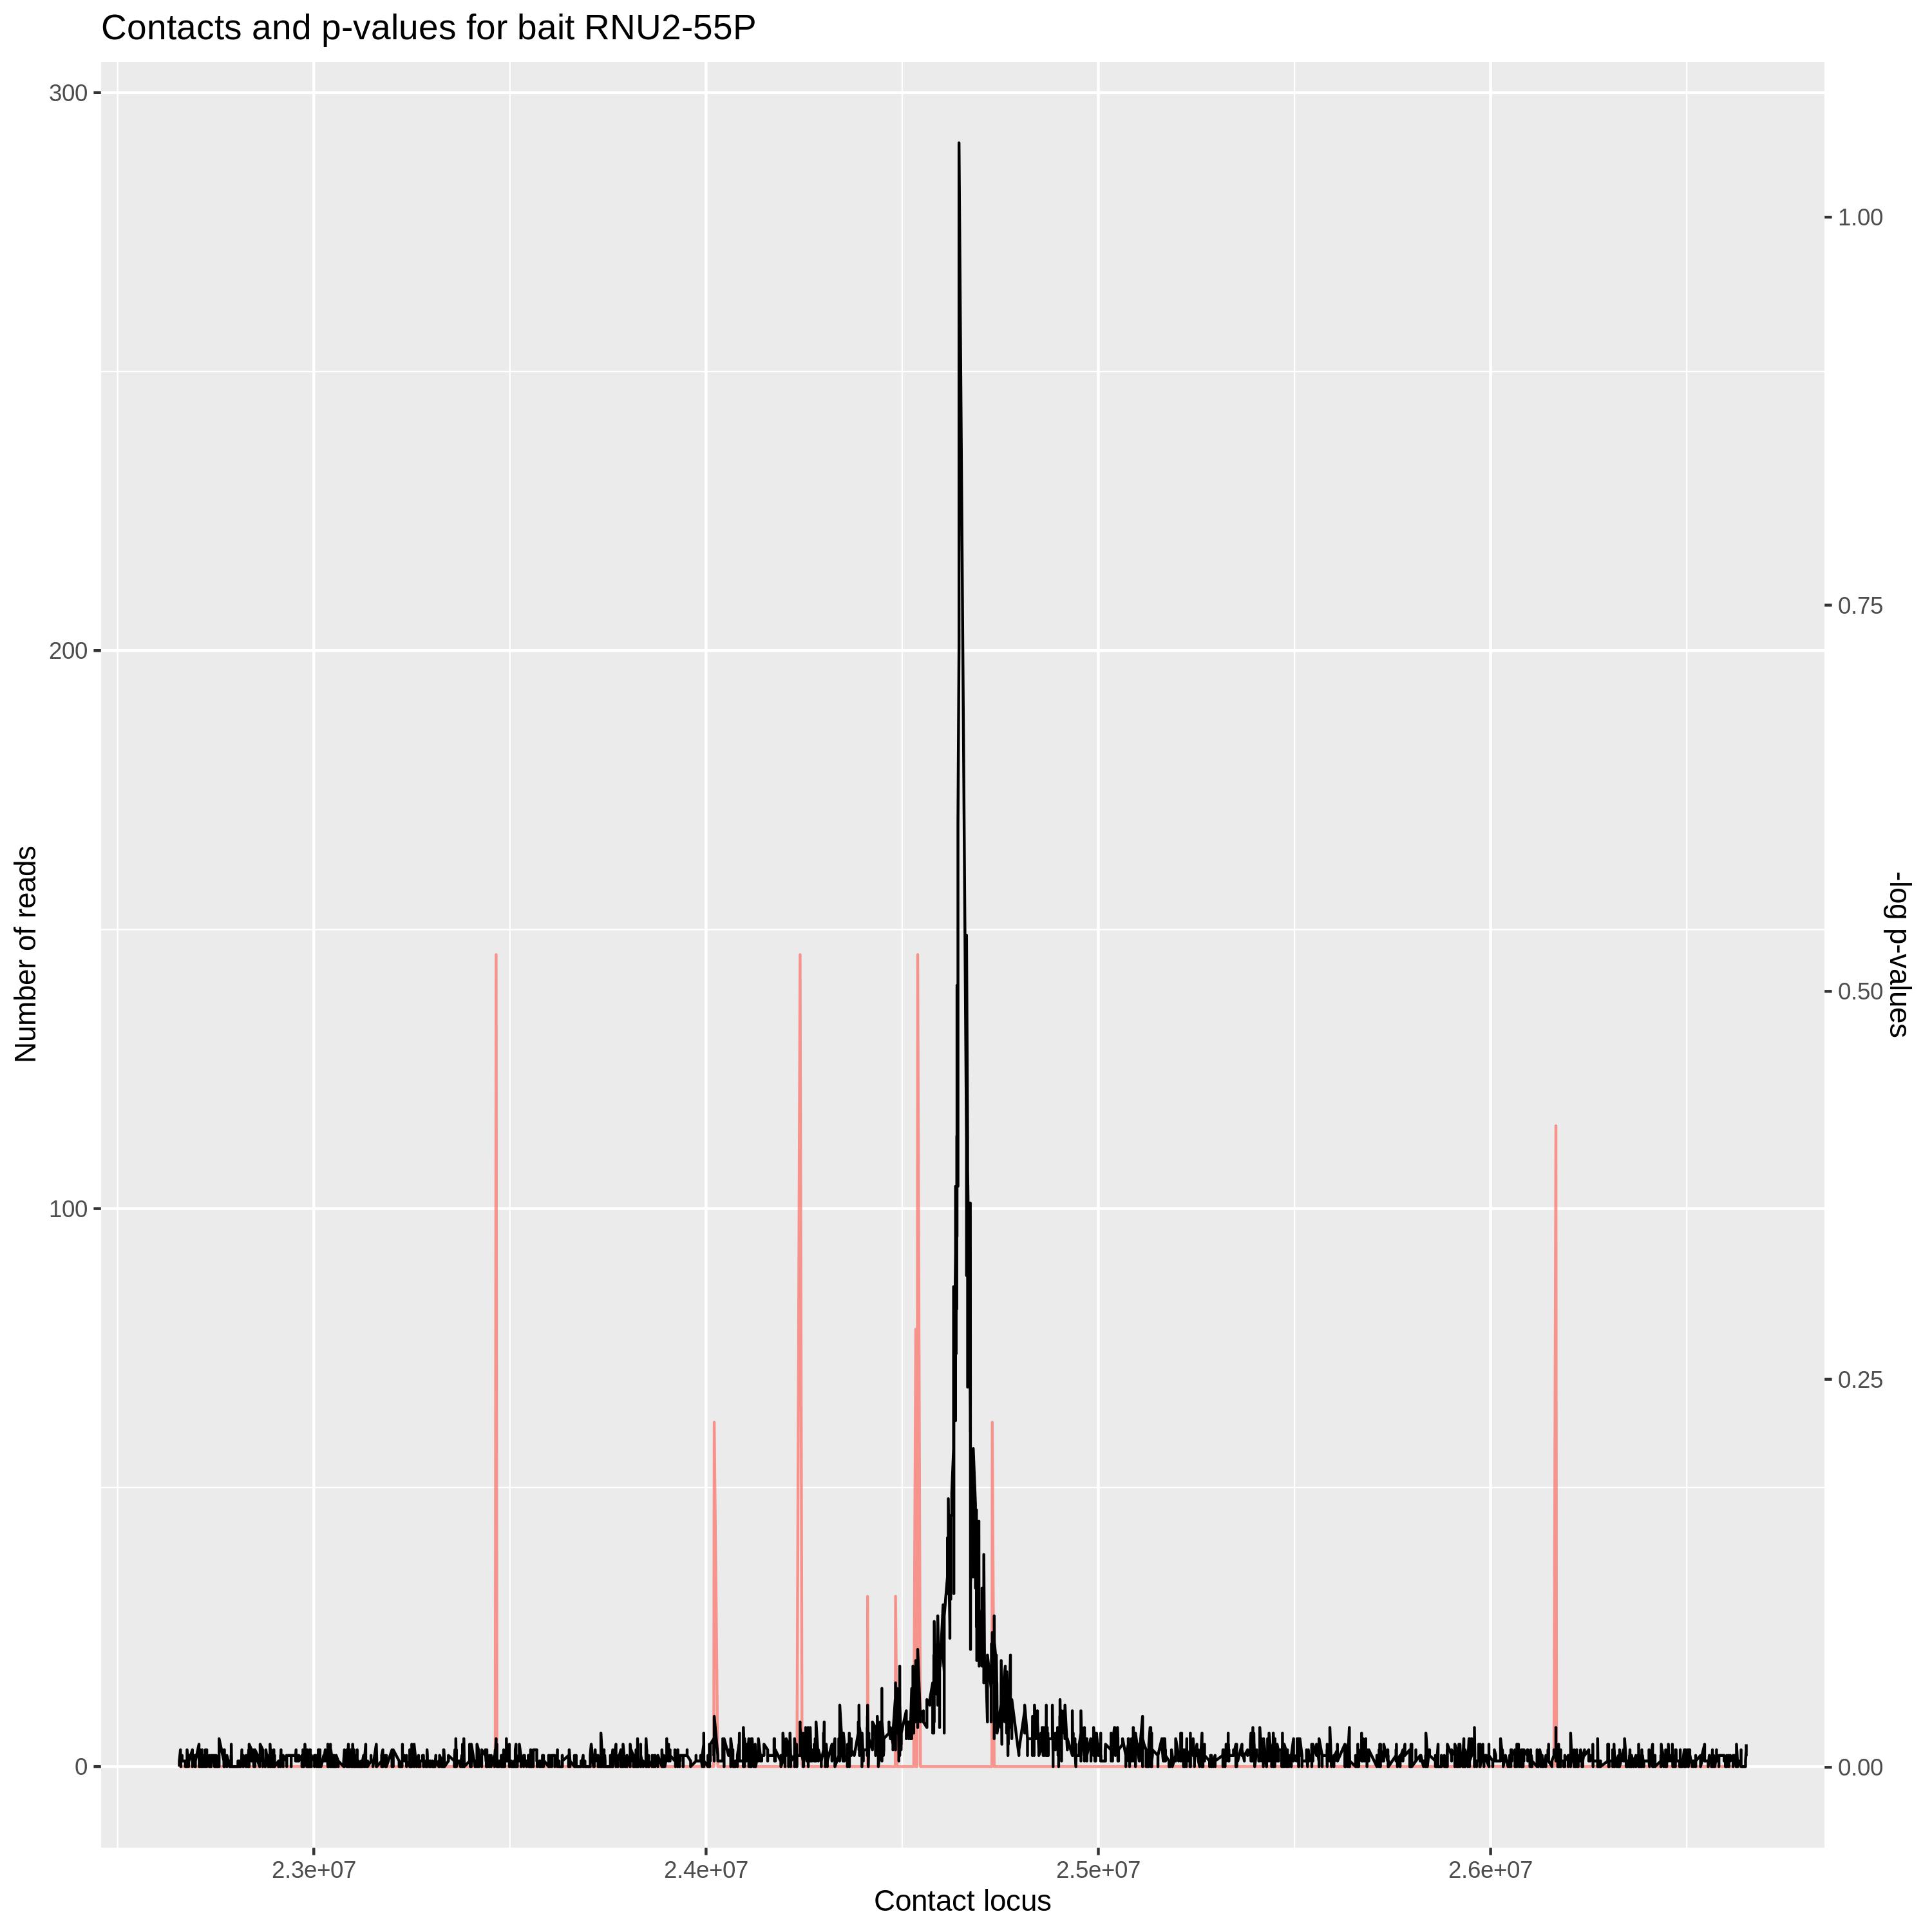 Contacts and p-values for bait RNU2-55P
300
200
100
0
Number of reads
1.00
0.75
0.50
0.25
0.00
-log p-values
2.3e+07
2.4e+07
2.5e+07
2.6e+07
Contact locus